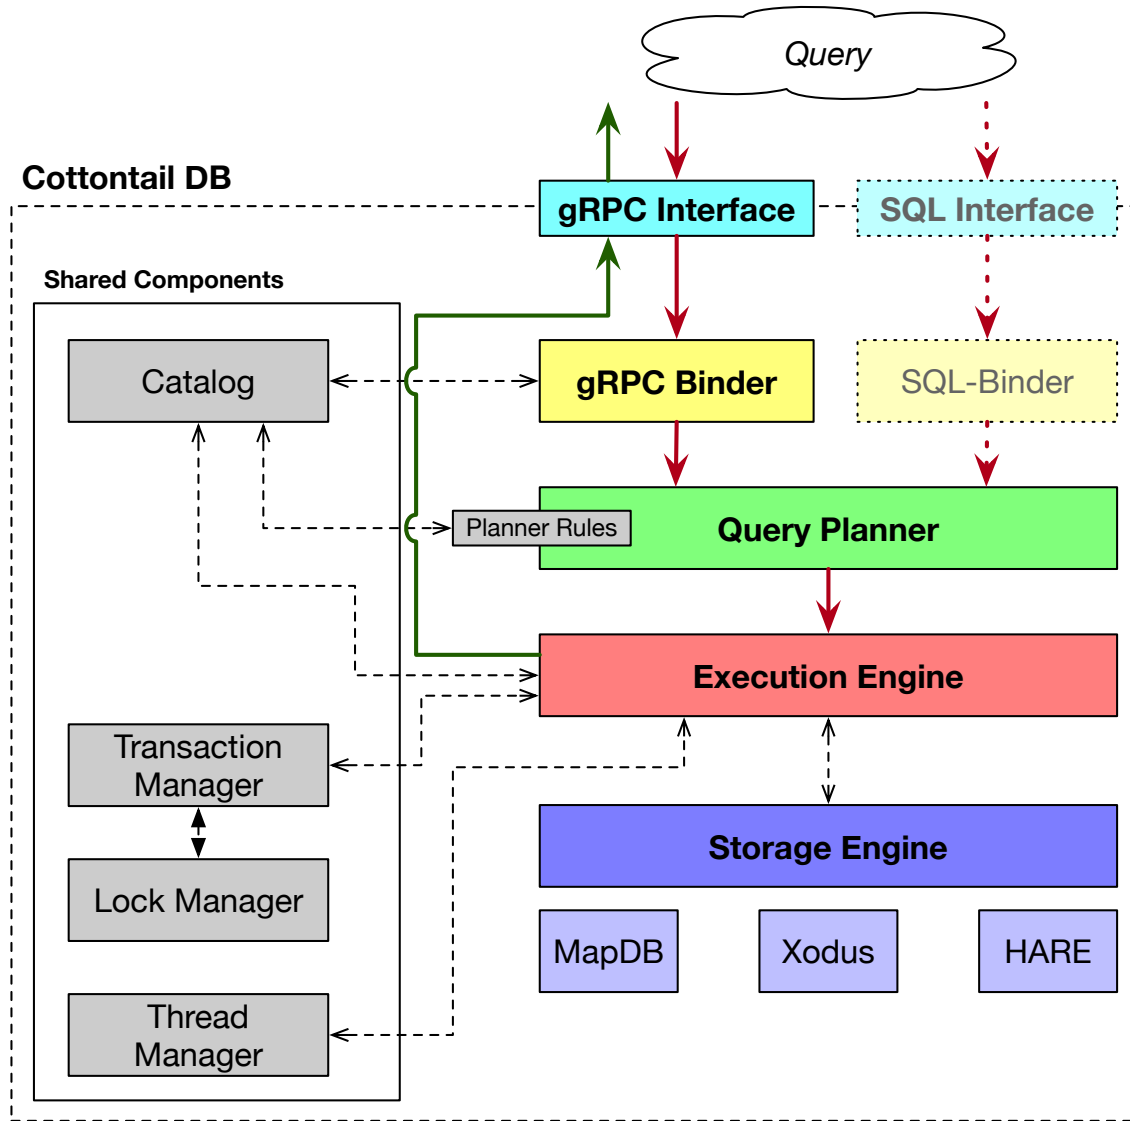 Query
Cottontail DB
gRPC Interface
SQL Interface
Shared Components
Catalog
gRPC Binder
SQL-Binder
Planner Rules
Query Planner
Execution Engine
Transaction
Manager
Storage Engine
Lock Manager
MapDB
Xodus
HARE
Thread
Manager